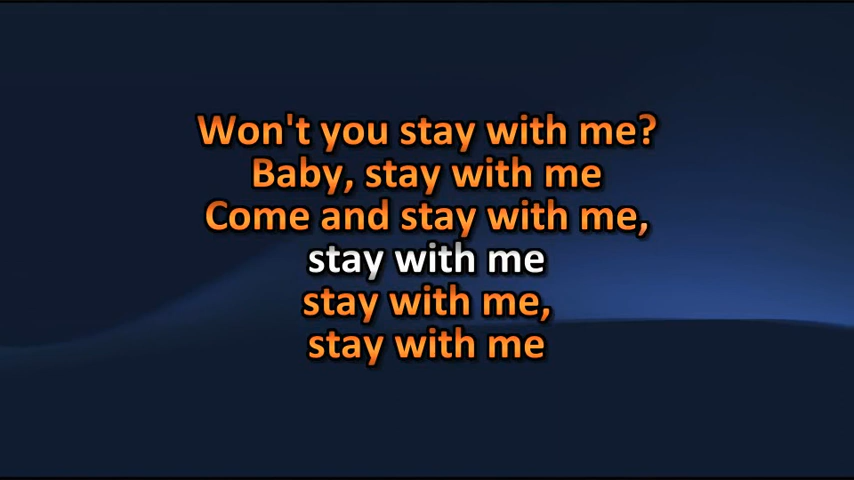 Won't you stay with me?
Baby, stay with me
Come and stay with me,
stay with me
stay with me,
stay with me